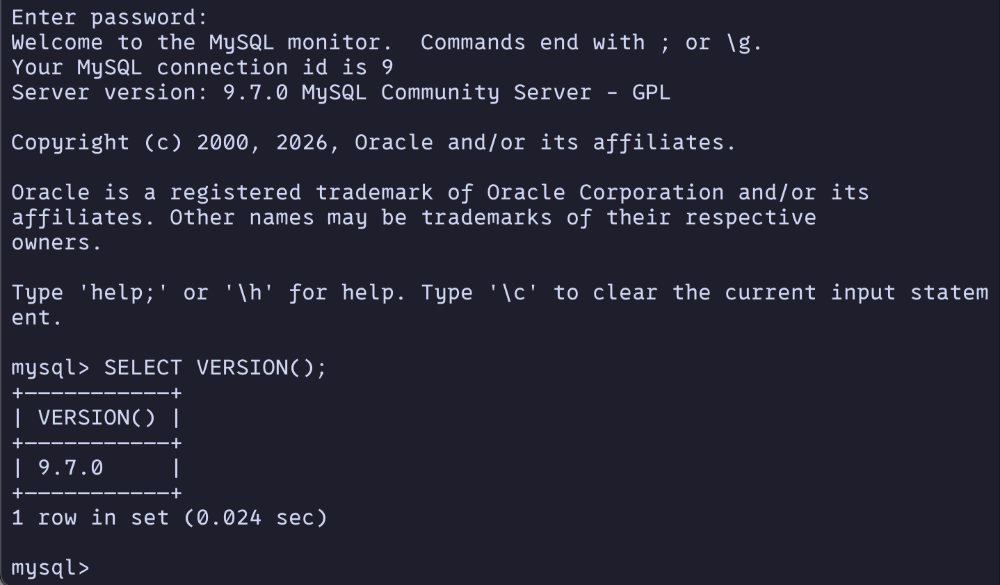 Enter password:
Welcome to the MySQL monitor.  Commands end with ; or \g.
Your MySQL connection id is 9
Server version: 9.7.0 MySQL Community Server - GPL

Copyright (c) 2000, 2026, Oracle and/or its affiliates.

Oracle is a registered trademark of Oracle Corporation and/or its
affiliates. Other names may be trademarks of their respective
owners.

Type 'help;' or '\h' for help. Type '\c' to clear the current input statem
ent.

mysql> SELECT VERSION();
+-----------+
| VERSION() |
+-----------+
| 9.7.0     |
+-----------+
1 row in set (0.024 sec)

mysql>